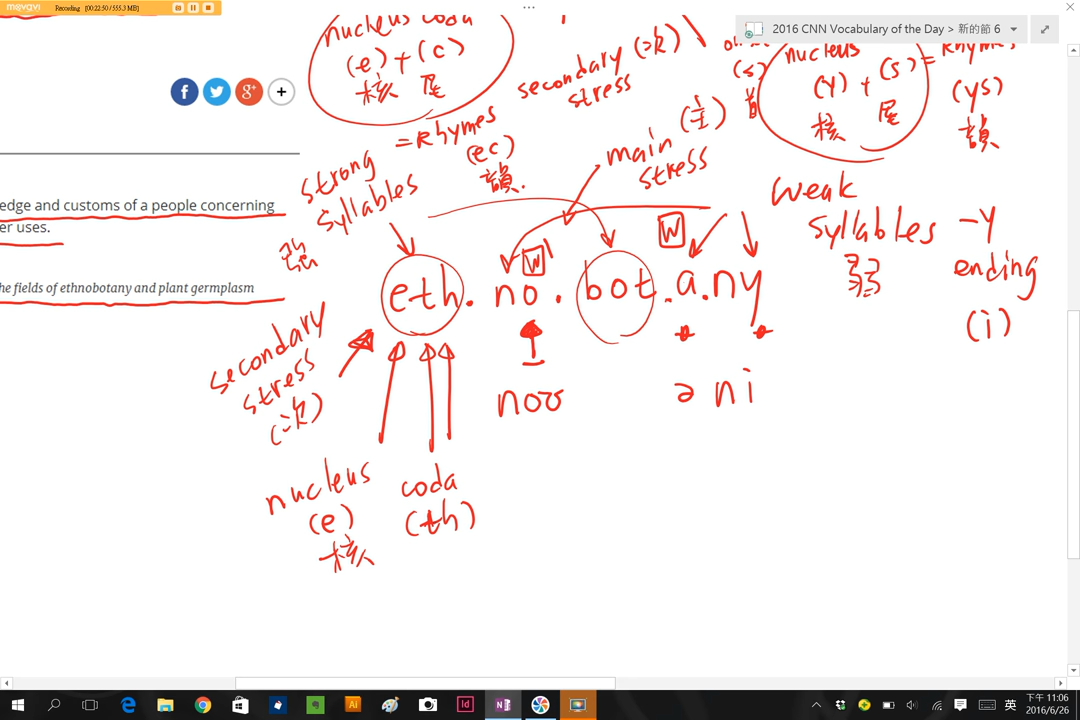 movavi Recording [00:22:50 / 555.3 MB]
2016 CNN Vocabulary of the Day > 新的節 6
nucleus coda
(e) + (c)
核 尾
= Rhymes
(ec)
韻.
secondary (次)
stress
main (主)
stress
(s)
首
nucleus
(y) + (s) = Rhymes
核 尾
(ys)
韻
edge and customs of a people concerning
er uses.
he fields of ethnobotany and plant germplasm
strong
syllables
強
weak
syllables
弱
-y
ending
(i)
W
W
eth.no.bot.a.ny
secondary
stress
(次)
noʊ
ə ni
nucleus
(e)
核
coda
(th)
英
下午 11:06
2016/6/26